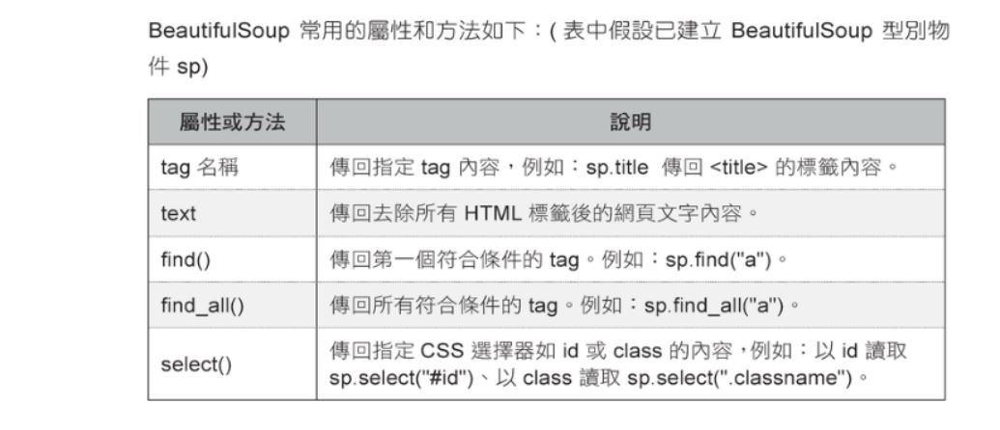 BeautifulSoup 常用的屬性和方法如下：( 表中假設已建立 BeautifulSoup 型別物
件 sp)
屬性或方法 說明
tag 名稱 傳回指定 tag 內容，例如：sp.title 傳回 <title> 的標籤內容。
text 傳回去除所有 HTML 標籤後的網頁文字內容。
find() 傳回第一個符合條件的 tag。例如：sp.find("a")。
find_all() 傳回所有符合條件的 tag。例如：sp.find_all("a")。
select() 傳回指定 CSS 選擇器如 id 或 class 的內容，例如：以 id 讀取
sp.select("#id")、以 class 讀取 sp.select(".classname")。